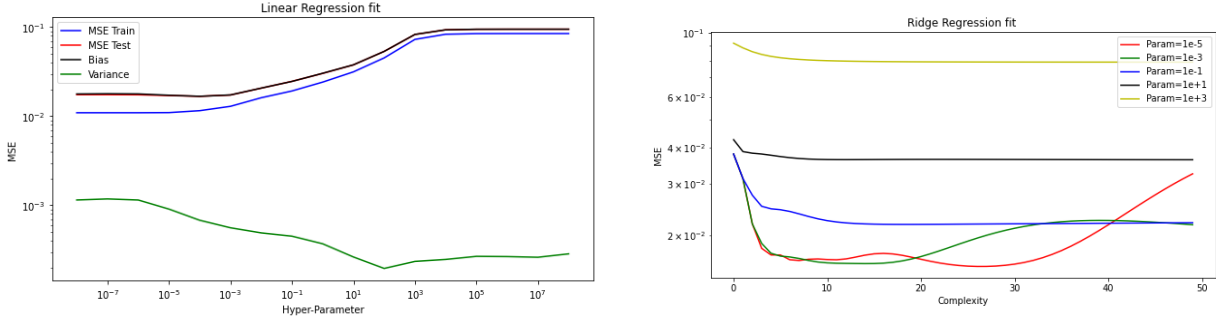 Linear Regression fit
10⁻¹
10⁻²
10⁻³
MSE
MSE Train
MSE Test
Bias
Variance
10⁻⁷
10⁻⁵
10⁻³
10⁻¹
10¹
10³
10⁵
10⁷
Hyper-Parameter
Ridge Regression fit
10⁻¹
6 × 10⁻²
4 × 10⁻²
3 × 10⁻²
2 × 10⁻²
MSE
Param=1e-5
Param=1e-3
Param=1e-1
Param=1e+1
Param=1e+3
0
10
20
30
40
50
Complexity